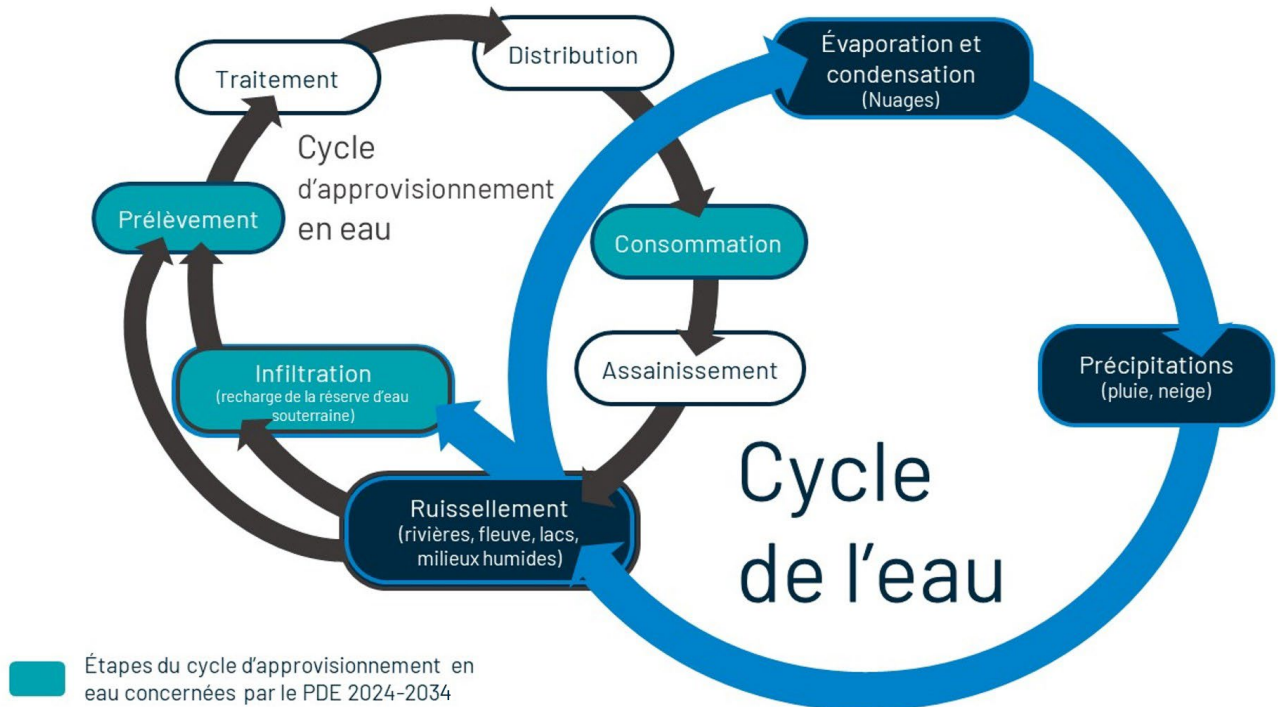 Distribution
Traitement
Cycle
d'approvisionnement
en eau
Prélèvement
Consommation
Assainissement
Infiltration
(recharge de la réserve d'eau
souterraine)
Ruissellement
(rivières, fleuve, lacs,
milieux humides)
Évaporation et
condensation
(Nuages)
Précipitations
(pluie, neige)
Cycle
de l'eau
Étapes du cycle d'approvisionnement en
eau concernées par le PDE 2024-2034